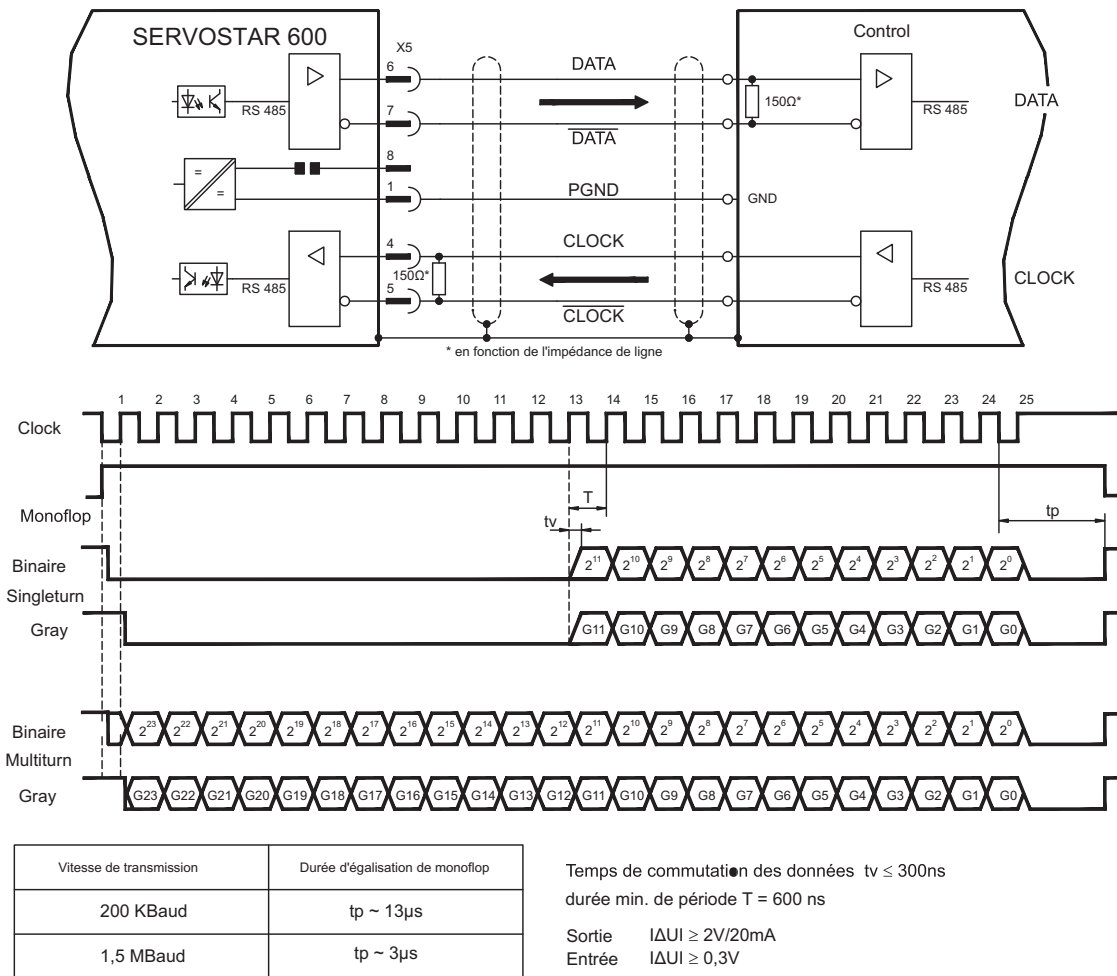 SERVOSTAR 600
X5
Control
6
DATA
RS 485
150Ω*
RS 485
DATA
7
DATA
8
=
=
1
PGND
GND
4
CLOCK
RS 485
150Ω*
RS 485
CLOCK
5
CLOCK
* en fonction de l'impédance de ligne
1 2 3 4 5 6 7 8 9 10 11 12 13 14 15 16 17 18 19 20 21 22 23 24 25
Clock
T
Monoflop
tv
tp
Binaire
2¹¹ 2¹⁰ 2⁹ 2⁸ 2⁷ 2⁶ 2⁵ 2⁴ 2³ 2² 2¹ 2⁰
Singleturn
Gray
G11 G10 G9 G8 G7 G6 G5 G4 G3 G2 G1 G0
Binaire
2²³ 2²² 2²¹ 2²⁰ 2¹⁹ 2¹⁸ 2¹⁷ 2¹⁶ 2¹⁵ 2¹⁴ 2¹³ 2¹² 2¹¹ 2¹⁰ 2⁹ 2⁸ 2⁷ 2⁶ 2⁵ 2⁴ 2³ 2² 2¹ 2⁰
Multiturn
Gray
G23 G22 G21 G20 G19 G18 G17 G16 G15 G14 G13 G12 G11 G10 G9 G8 G7 G6 G5 G4 G3 G2 G1 G0
Vitesse de transmission Durée d'égalisation de monoflop
200 KBaud tp ~ 13µs
1,5 MBaud tp ~ 3µs
Temps de commutation des données tv ≤ 300ns
durée min. de période T = 600 ns
Sortie IΔUI ≥ 2V/20mA
Entrée IΔUI ≥ 0,3V